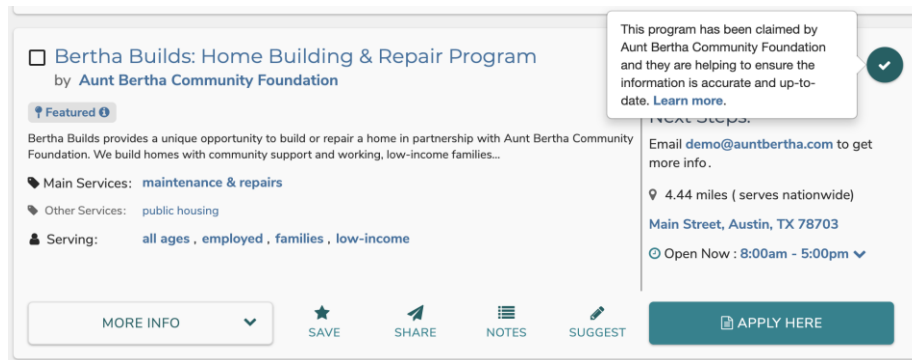 Bertha Builds: Home Building & Repair Program
by Aunt Bertha Community Foundation
Featured
Bertha Builds provides a unique opportunity to build or repair a home in partnership with Aunt Bertha Community
Foundation. We build homes with community support and working, low-income families...
Main Services: maintenance & repairs
Other Services: public housing
Serving: all ages , employed , families , low-income
This program has been claimed by
Aunt Bertha Community Foundation
and they are helping to ensure the
information is accurate and up-to-
date. Learn more.
Next Steps:
Email demo@auntbertha.com to get
more info.
4.44 miles ( serves nationwide)
Main Street, Austin, TX 78703
Open Now : 8:00am - 5:00pm
MORE INFO
SAVE
SHARE
NOTES
SUGGEST
APPLY HERE